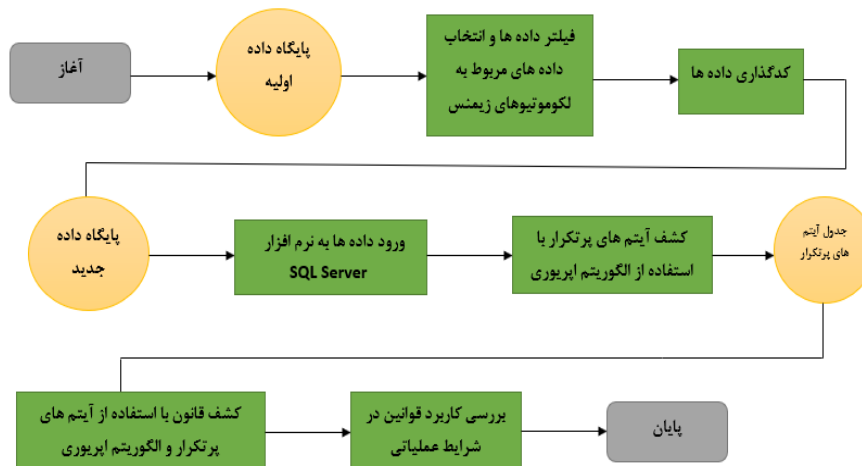 آغاز
پایگاه داده
اولیه
فیلتر داده ها و انتخاب
داده های مربوط به
لکوموتیوهای زیمنس
کدگذاری داده ها
پایگاه داده
جدید
ورود داده ها به نرم افزار
SQL Server
کشف آیتم های پرتکرار با
استفاده از الگوریتم اپریوری
جدول آیتم
های پرتکرار
کشف قانون با استفاده از آیتم های
پرتکرار و الگوریتم اپریوری
بررسی کاربرد قوانین در
شرایط عملیاتی
پایان